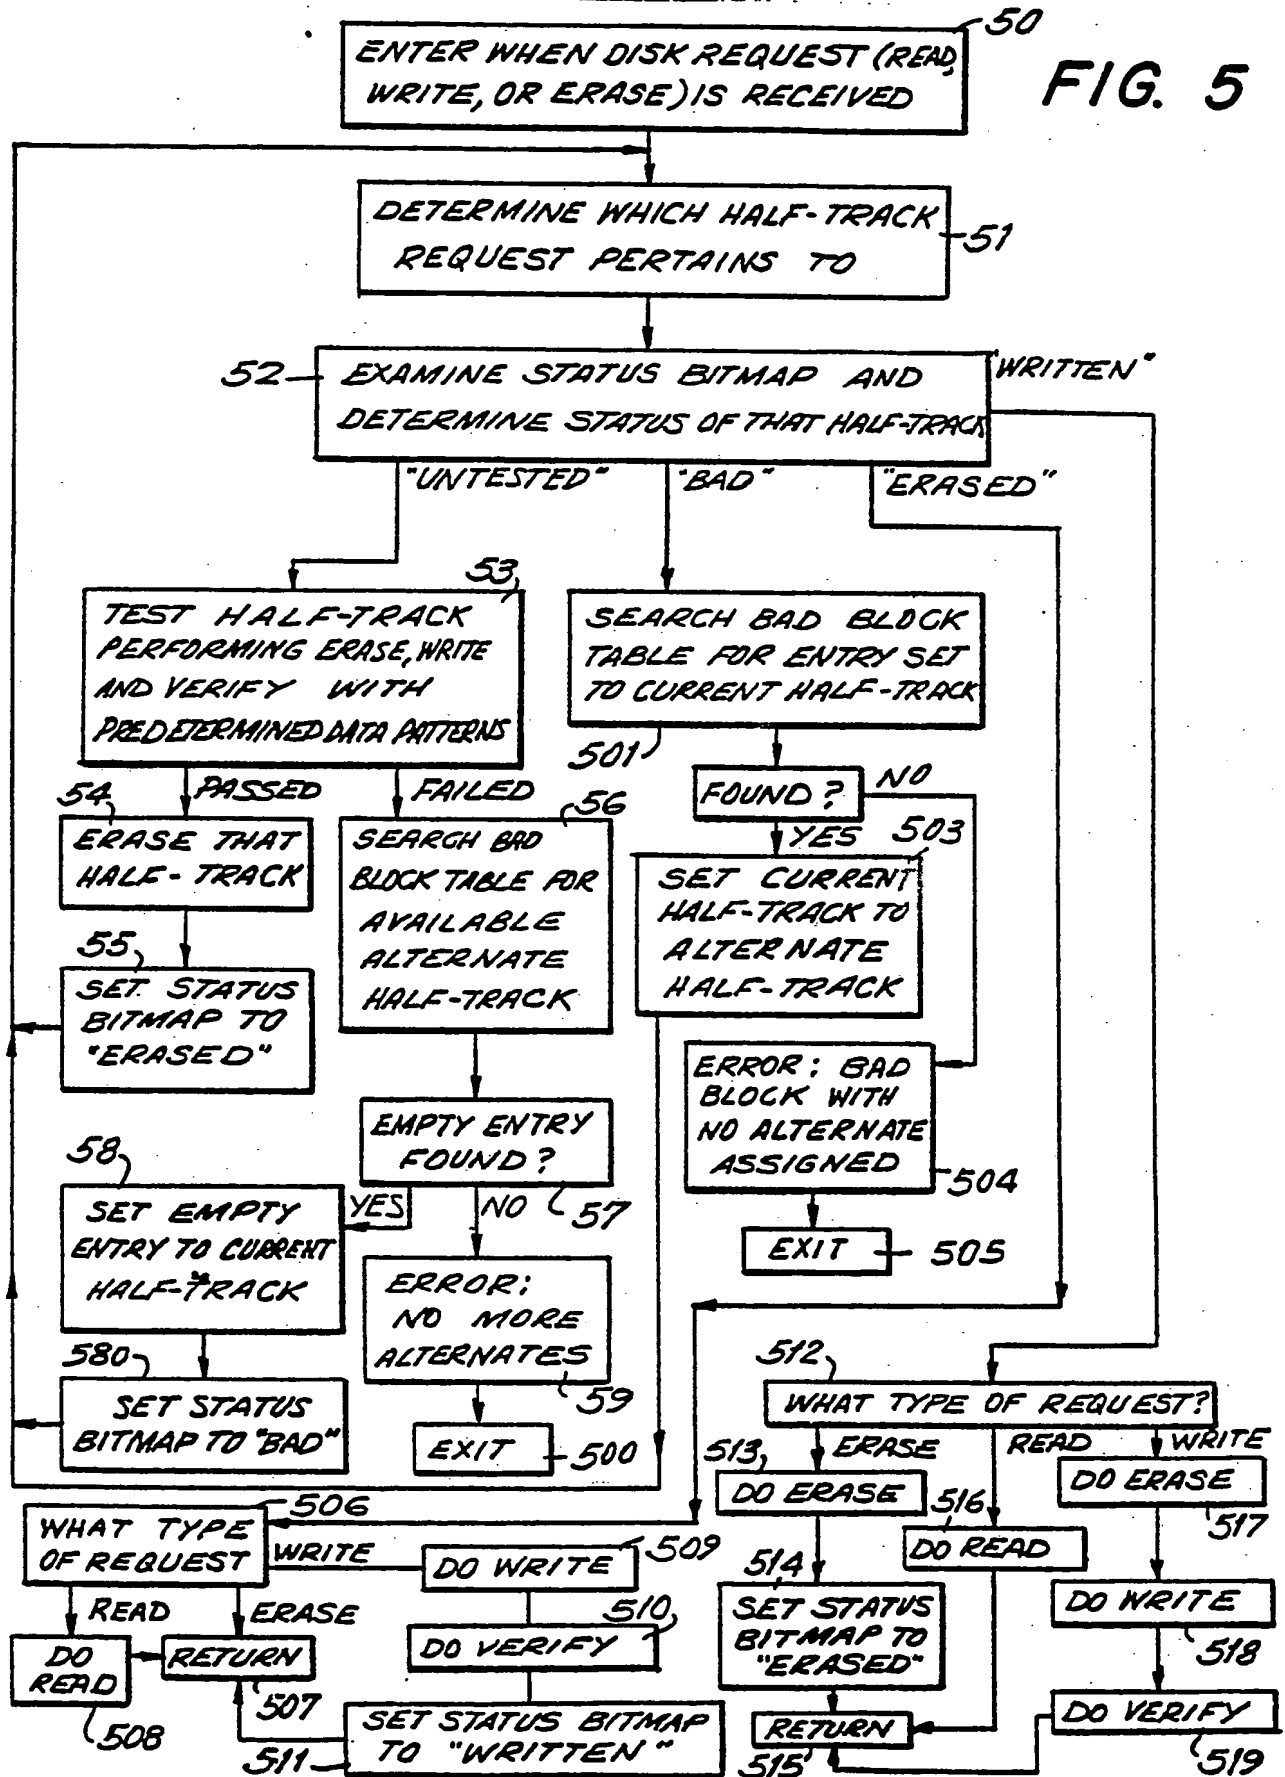 50
ENTER WHEN DISK REQUEST (READ,
WRITE, OR ERASE) IS RECEIVED
FIG. 5
DETERMINE WHICH HALF-TRACK
REQUEST PERTAINS TO
51
52
EXAMINE STATUS BITMAP AND
DETERMINE STATUS OF THAT HALF-TRACK
"WRITTEN"
"UNTESTED"
"BAD"
"ERASED"
53
TEST HALF-TRACK
PERFORMING ERASE, WRITE
AND VERIFY WITH
PREDETERMINED DATA PATTERNS
SEARCH BAD BLOCK
TABLE FOR ENTRY SET
TO CURRENT HALF-TRACK
501
PASSED
FAILED
FOUND?
NO
YES
54
ERASE THAT
HALF-TRACK
56
SEARCH BAD
BLOCK TABLE FOR
AVAILABLE
ALTERNATE
HALF-TRACK
503
SET CURRENT
HALF-TRACK TO
ALTERNATE
HALF-TRACK
55
SET STATUS
BITMAP TO
"ERASED"
ERROR: BAD
BLOCK WITH
NO ALTERNATE
ASSIGNED
504
EMPTY ENTRY
FOUND?
57
YES
NO
58
SET EMPTY
ENTRY TO CURRENT
HALF-TRACK
EXIT
505
ERROR:
NO MORE
ALTERNATES
59
580
SET STATUS
BITMAP TO "BAD"
EXIT
500
512
WHAT TYPE OF REQUEST?
ERASE
READ
WRITE
513
DO ERASE
516
DO READ
DO ERASE
517
506
WHAT TYPE
OF REQUEST
WRITE
DO WRITE
509
514
SET STATUS
BITMAP TO
"ERASED"
DO WRITE
518
READ
ERASE
510
DO VERIFY
DO
READ
508
RETURN
507
SET STATUS BITMAP
TO "WRITTEN"
511
RETURN
515
DO VERIFY
519